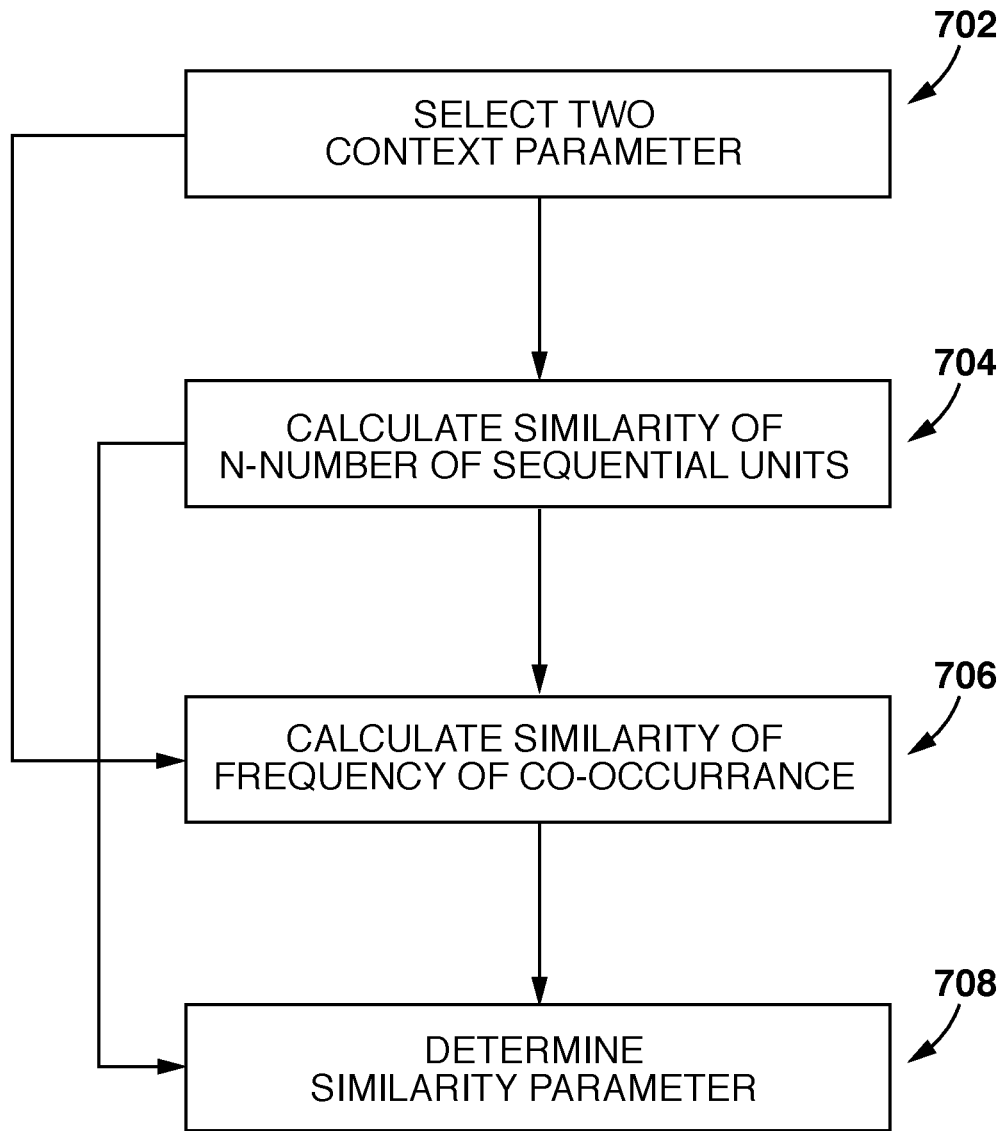 702
SELECT TWO
CONTEXT PARAMETER
704
CALCULATE SIMILARITY OF
N-NUMBER OF SEQUENTIAL UNITS
706
CALCULATE SIMILARITY OF
FREQUENCY OF CO-OCCURRANCE
708
DETERMINE
SIMILARITY PARAMETER